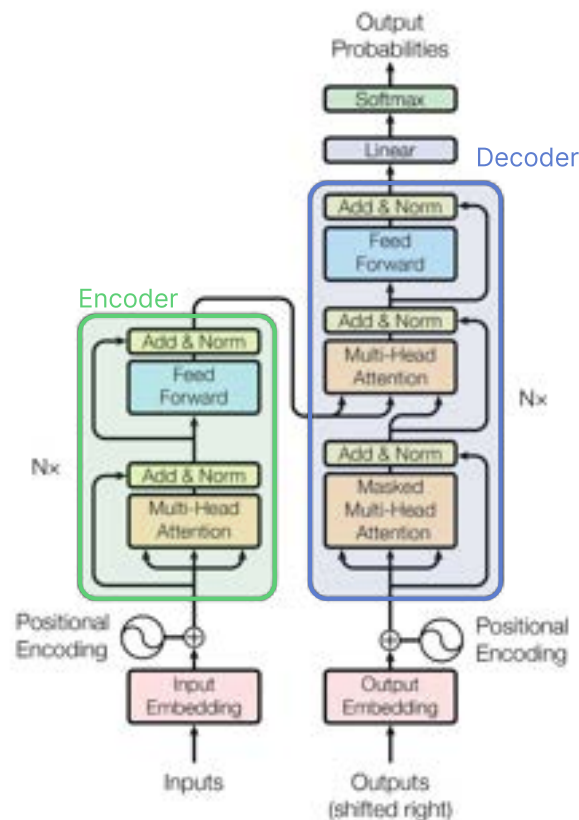 Output
Probabilities
Softmax
Linear
Decoder
Add & Norm
Feed
Forward
Add & Norm
Multi-Head
Attention
Nx
Add & Norm
Masked
Multi-Head
Attention
Encoder
Add & Norm
Feed
Forward
Nx
Add & Norm
Multi-Head
Attention
Positional
Encoding
Positional
Encoding
Input
Embedding
Output
Embedding
Inputs
Outputs
(shifted right)